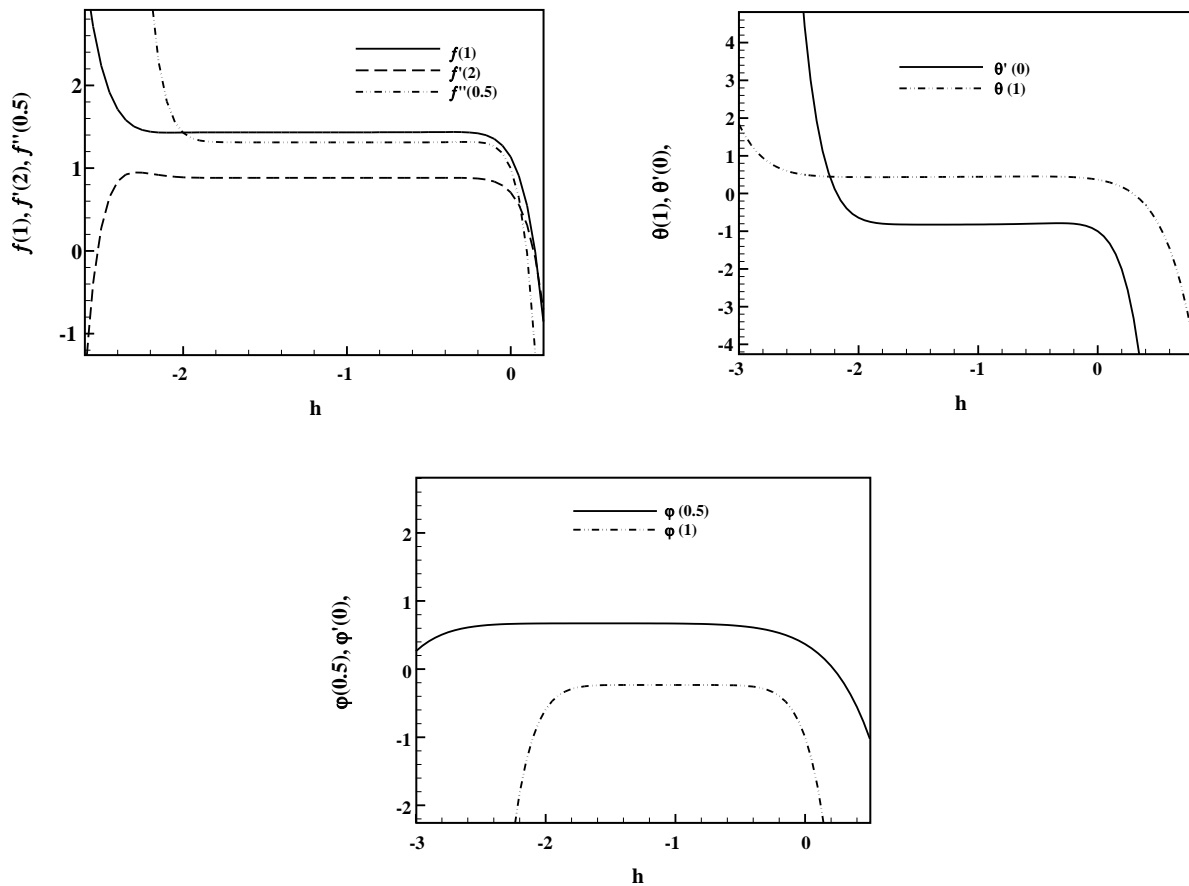 f(1), f'(2), f''(0.5)
2
1
0
-1
f(1)
f'(2)
f''(0.5)
-2
-1
0
h
θ(1), θ'(0),
4
3
2
1
0
-1
-2
-3
-4
θ'(0)
θ(1)
-3
-2
-1
0
h
φ(0.5), φ'(0),
2
1
0
-1
-2
φ(0.5)
φ(1)
-3
-2
-1
0
h